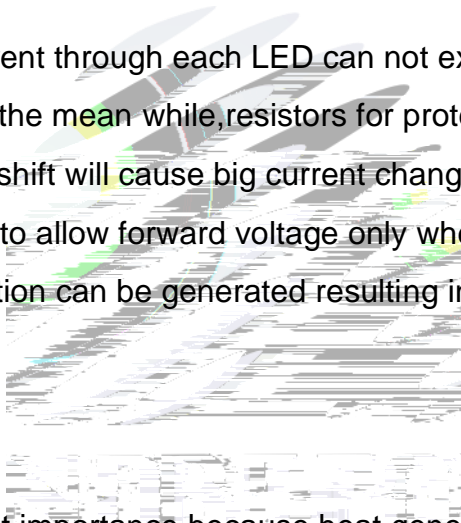 ent through each LED can not ex
the mean while,resistors for prote
shift will cause big current chang
to allow forward voltage only whe
tion can be generated resulting in
t importance because heat gene